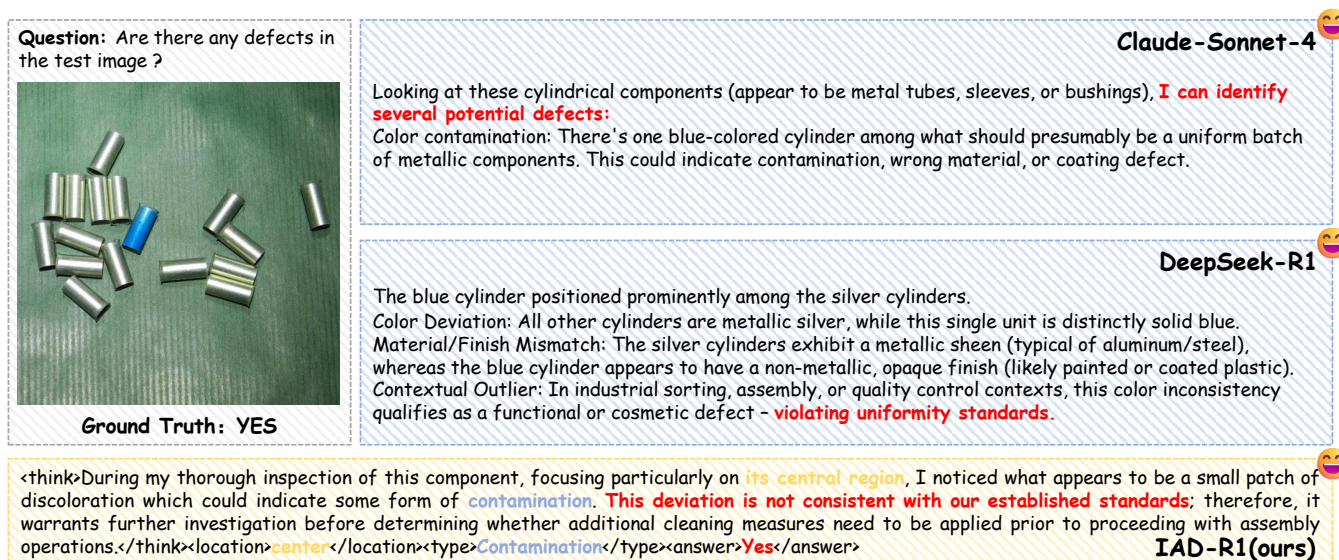 Question: Are there any defects in
the test image ?
Ground Truth: YES
Claude-Sonnet-4
Looking at these cylindrical components (appear to be metal tubes, sleeves, or bushings), I can identify
several potential defects:
Color contamination: There's one blue-colored cylinder among what should presumably be a uniform batch
of metallic components. This could indicate contamination, wrong material, or coating defect.
DeepSeek-R1
The blue cylinder positioned prominently among the silver cylinders.
Color Deviation: All other cylinders are metallic silver, while this single unit is distinctly solid blue.
Material/Finish Mismatch: The silver cylinders exhibit a metallic sheen (typical of aluminum/steel),
whereas the blue cylinder appears to have a non-metallic, opaque finish (likely painted or coated plastic).
Contextual Outlier: In industrial sorting, assembly, or quality control contexts, this color inconsistency
qualifies as a functional or cosmetic defect – violating uniformity standards.
<think>During my thorough inspection of this component, focusing particularly on its central region, I noticed what appears to be a small patch of
discoloration which could indicate some form of contamination. This deviation is not consistent with our established standards; therefore, it
warrants further investigation before determining whether additional cleaning measures need to be applied prior to proceeding with assembly
operations.</think><location>center</location><type>Contamination</type><answer>Yes</answer>
IAD-R1(ours)